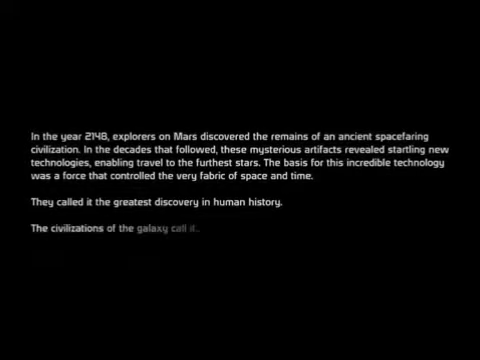 In the year 2148, explorers on Mars discovered the remains of an ancient spacefaring
civilization. In the decades that followed, these mysterious artifacts revealed startling new
technologies, enabling travel to the furthest stars. The basis for this incredible technology
was a force that controlled the very fabric of space and time.
They called it the greatest discovery in human history.
The civilizations of the galaxy call it...